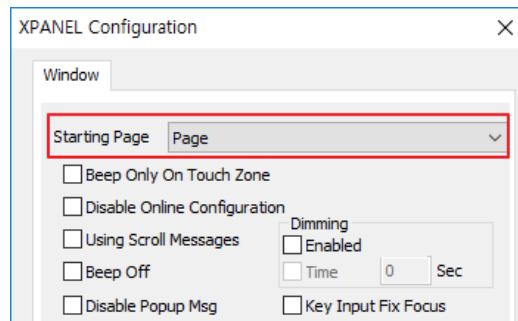 XPANEL Configuration
Window
Starting Page Page
Beep Only On Touch Zone
Disable Online Configuration
Dimming
Using Scroll Messages Enabled
Beep Off Time 0 Sec
Disable Popup Msg Key Input Fix Focus